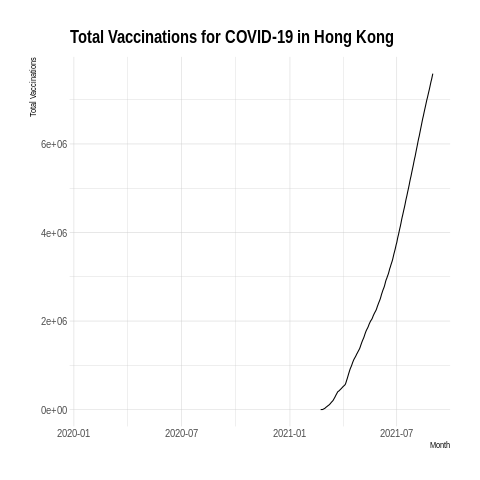 Total Vaccinations for COVID-19 in Hong Kong
Total Vaccinations
6e+06
4e+06
2e+06
0e+00
2020-01 2020-07 2021-01 2021-07
Month